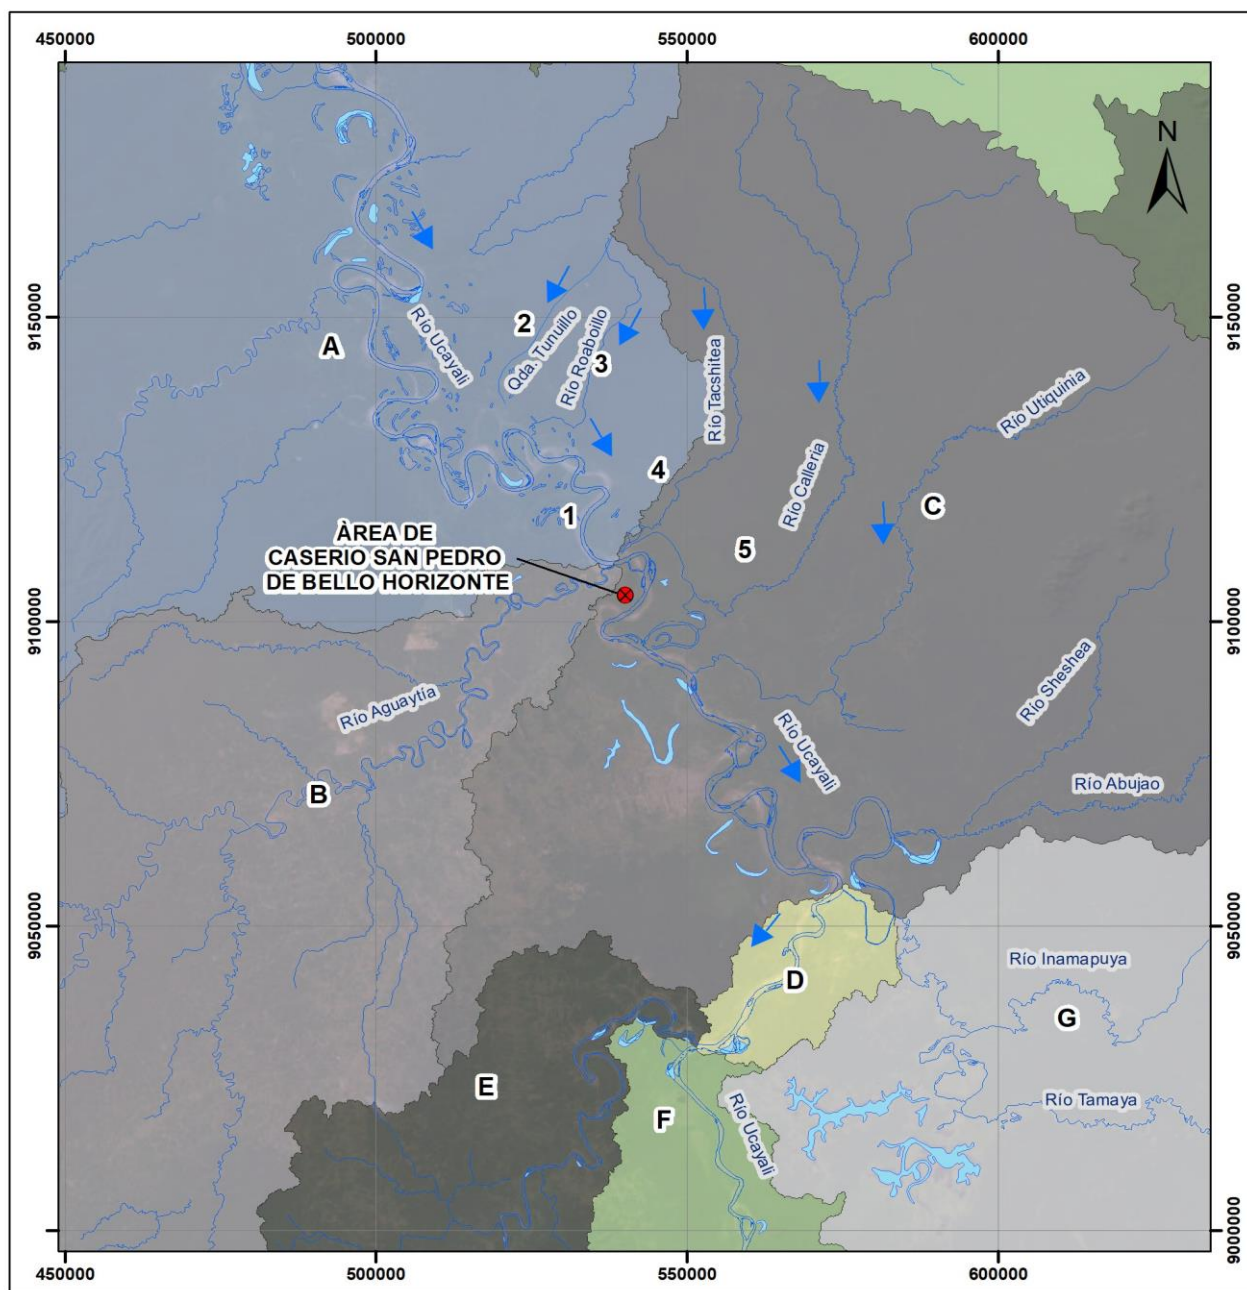 450000
500000
550000
600000
N
9150000
9150000
A
Río Ucayali
2
Qda. Tunuillo
3
Río Roaboillo
Río Tacshitea
Río Utiquinia
4
Río Calleria
C
1
5
ÀREA DE
CASERIO SAN PEDRO
DE BELLO HORIZONTE
9100000
9100000
Río Aguaytía
Río Sheshea
Río Ucayali
B
Río Abujao
9050000
9050000
D
Río Inamapuya
G
E
F
Río Ucayali
Río Tamaya
9000000
9000000
450000
500000
550000
600000